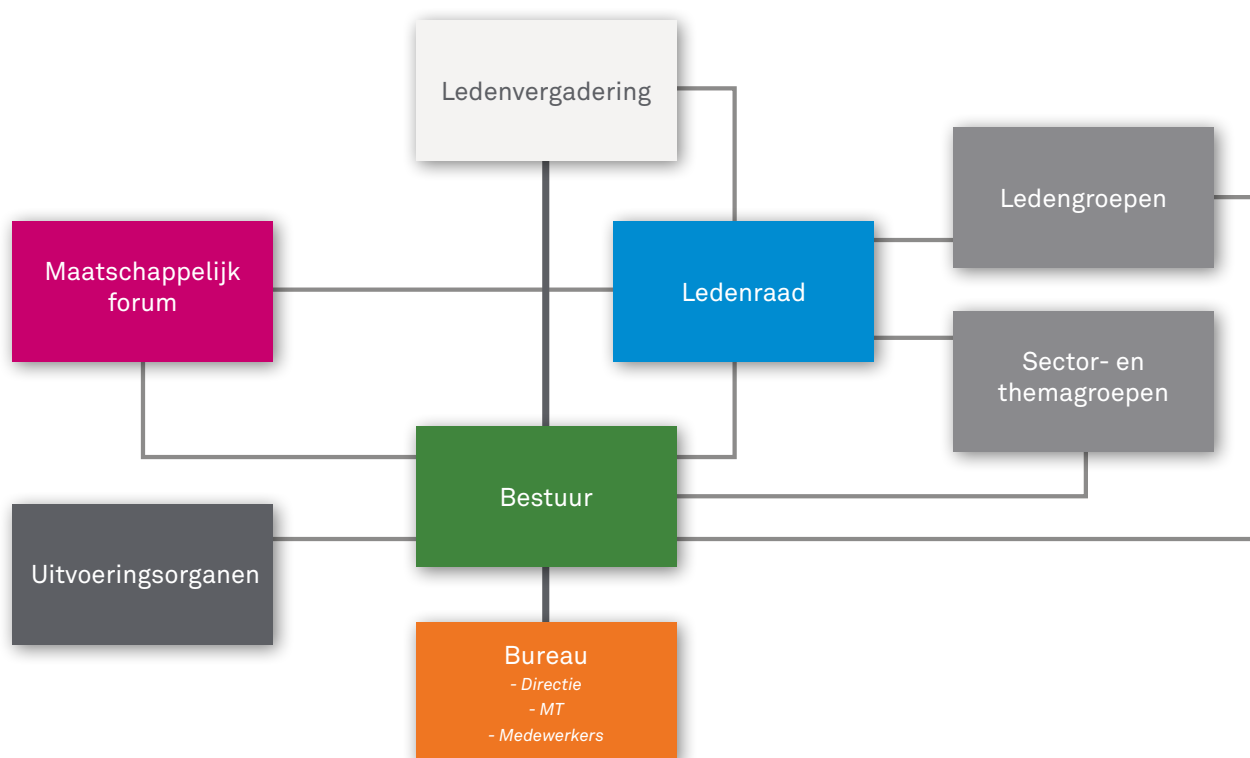 Ledenvergadering
Ledengroepen
Maatschappelijk
forum
Ledenraad
Sector- en
themagroepen
Bestuur
Uitvoeringsorganen
Bureau
- Directie
- MT
- Medewerkers